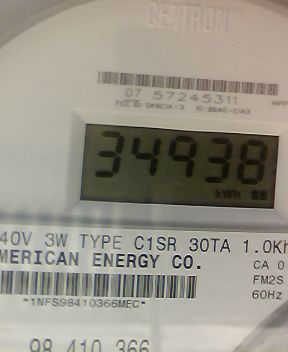 CENTRON®
07 57245311
34938
kWh
40V 3W TYPE C1SR 30TA 1.0Kh
MERICAN ENERGY CO.
CA 0
FM2S
60Hz
*1NFS98410366MEC*
98 410 366